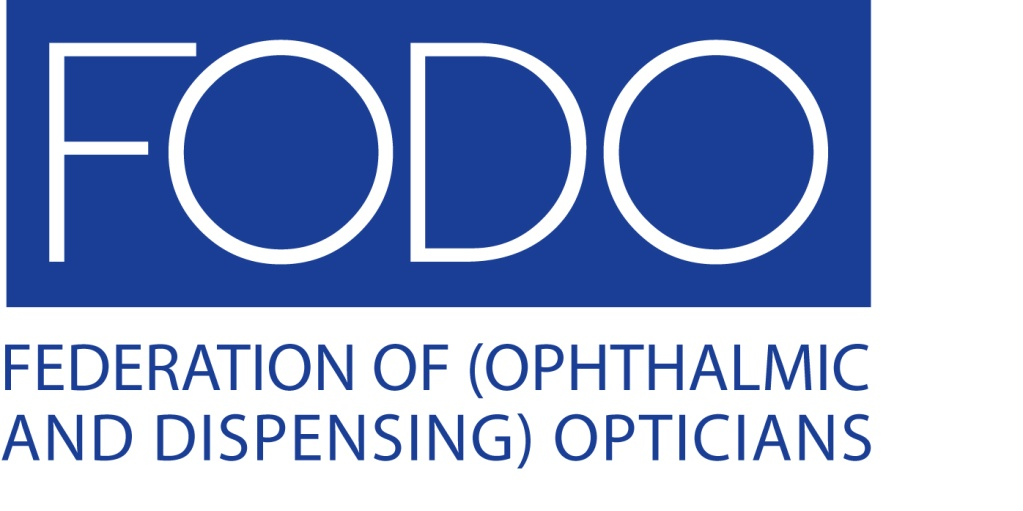 FODO
FEDERATION OF (OPHTHALMIC
AND DISPENSING) OPTICIANS